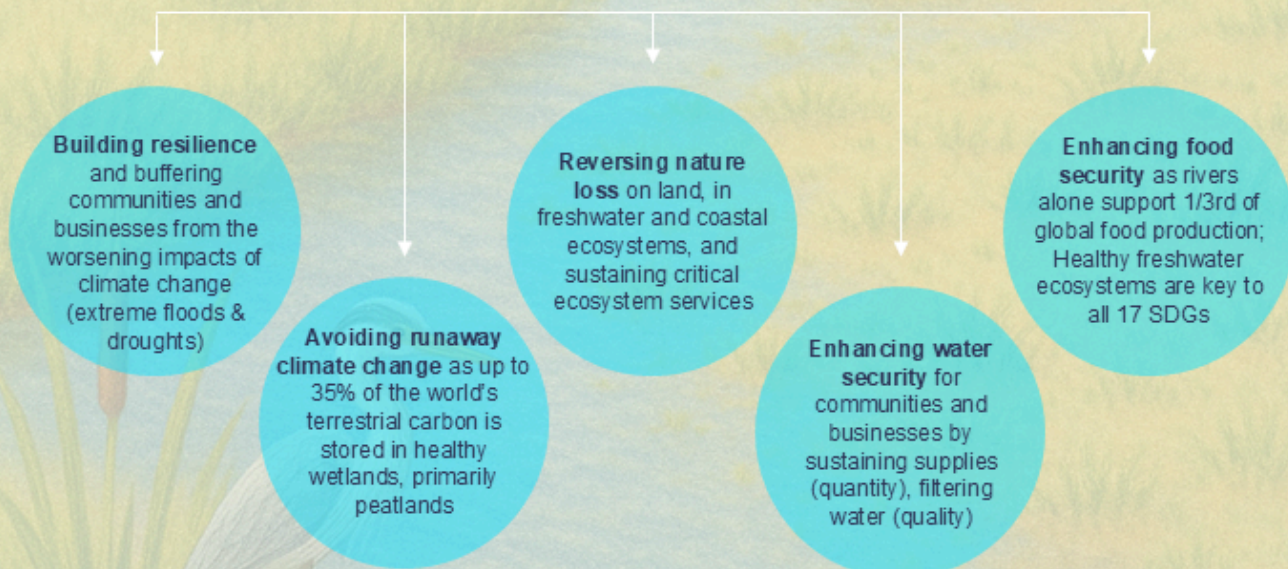 Building resilience
and buffering
communities and
businesses from the
worsening impacts of
climate change
(extreme floods &
droughts)
Avoiding runaway
climate change as up to
35% of the world's
terrestrial carbon is
stored in healthy
wetlands, primarily
peatlands
Reversing nature
loss on land, in
freshwater and coastal
ecosystems, and
sustaining critical
ecosystem services
Enhancing water
security for
communities and
businesses by
sustaining supplies
(quantity), filtering
water (quality)
Enhancing food
security as rivers
alone support 1/3rd of
global food production;
Healthy freshwater
ecosystems are key to
all 17 SDGs